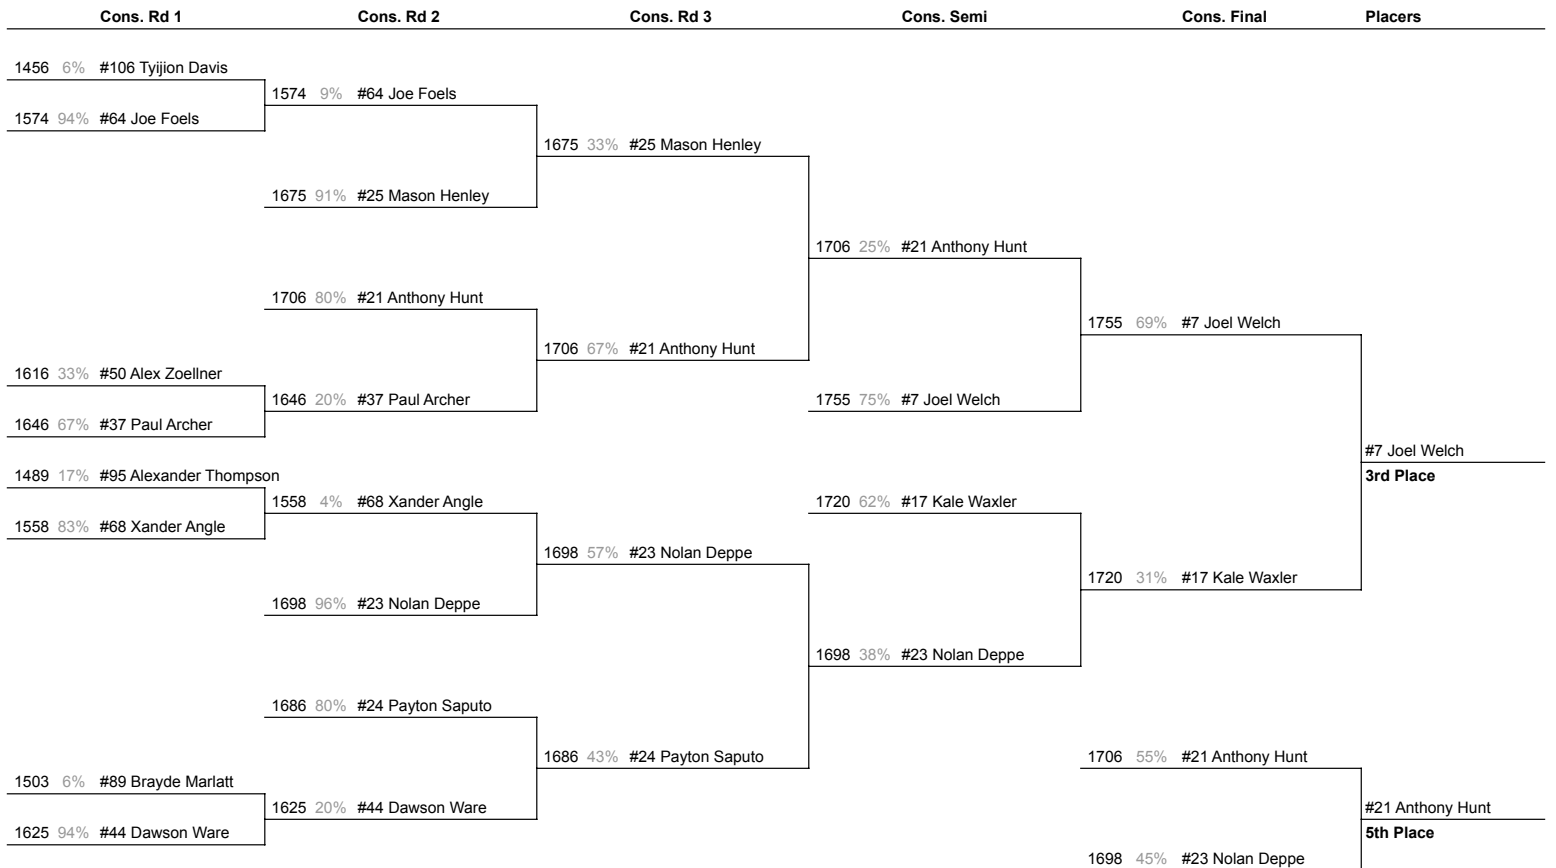 Cons. Rd 1 Cons. Rd 2 Cons. Rd 3 Cons. Semi Cons. Final Placers
1456 6% #106 Tyijion Davis
1574 9% #64 Joe Foels
1574 94% #64 Joe Foels
1675 33% #25 Mason Henley
1675 91% #25 Mason Henley
1706 25% #21 Anthony Hunt
1706 80% #21 Anthony Hunt
1755 69% #7 Joel Welch
1706 67% #21 Anthony Hunt
1616 33% #50 Alex Zoellner
1646 20% #37 Paul Archer
1755 75% #7 Joel Welch
1646 67% #37 Paul Archer
#7 Joel Welch
1489 17% #95 Alexander Thompson
3rd Place
1558 4% #68 Xander Angle
1720 62% #17 Kale Waxler
1558 83% #68 Xander Angle
1698 57% #23 Nolan Deppe
1720 31% #17 Kale Waxler
1698 96% #23 Nolan Deppe
1698 38% #23 Nolan Deppe
1686 80% #24 Payton Saputo
1686 43% #24 Payton Saputo
1706 55% #21 Anthony Hunt
1503 6% #89 Brayde Marlatt
1625 20% #44 Dawson Ware
#21 Anthony Hunt
1625 94% #44 Dawson Ware
5th Place
1698 45% #23 Nolan Deppe